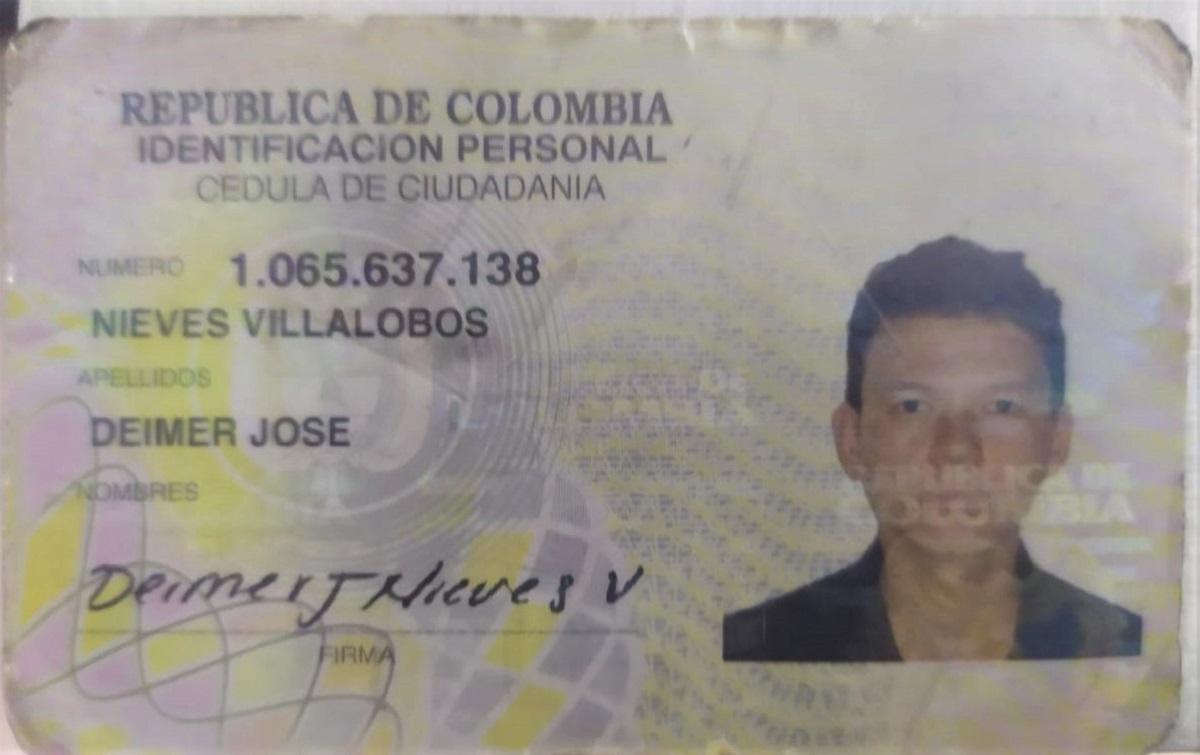 REPUBLICA DE COLOMBIA
IDENTIFICACION PERSONAL
CEDULA DE CIUDADANIA
NUMERO 1.065.637.138
NIEVES VILLALOBOS
APELLIDOS
DEIMER JOSE
NOMBRES
Deimer J Nieves V
FIRMA
REPUBLICA DE
COLOMBIA